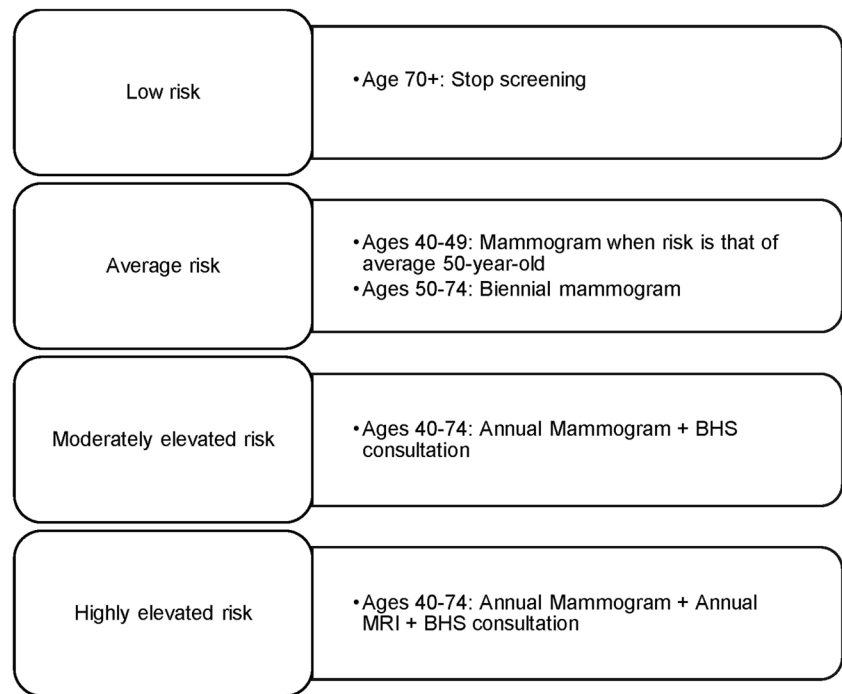 Low risk
•Age 70+: Stop screening
Average risk
•Ages 40-49: Mammogram when risk is that of
average 50-year-old
•Ages 50-74: Biennial mammogram
Moderately elevated risk
•Ages 40-74: Annual Mammogram + BHS
consultation
Highly elevated risk
•Ages 40-74: Annual Mammogram + Annual
MRI + BHS consultation